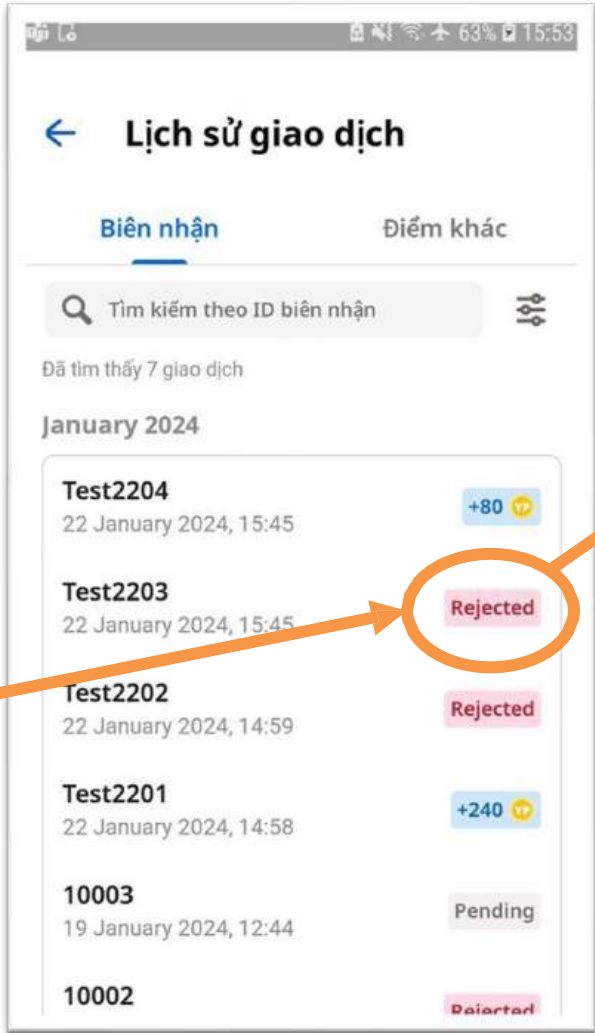 63% 15:53
Lịch sử giao dịch
Biên nhận Điểm khác
Tìm kiếm theo ID biên nhận
Đã tìm thấy 7 giao dịch
January 2024
Test2204
+80
22 January 2024, 15:45
Test2203
Rejected
22 January 2024, 15:45
Test2202
Rejected
22 January 2024, 14:59
Test2201
+240
22 January 2024, 14:58
10003
Pending
19 January 2024, 12:44
10002
Rejected